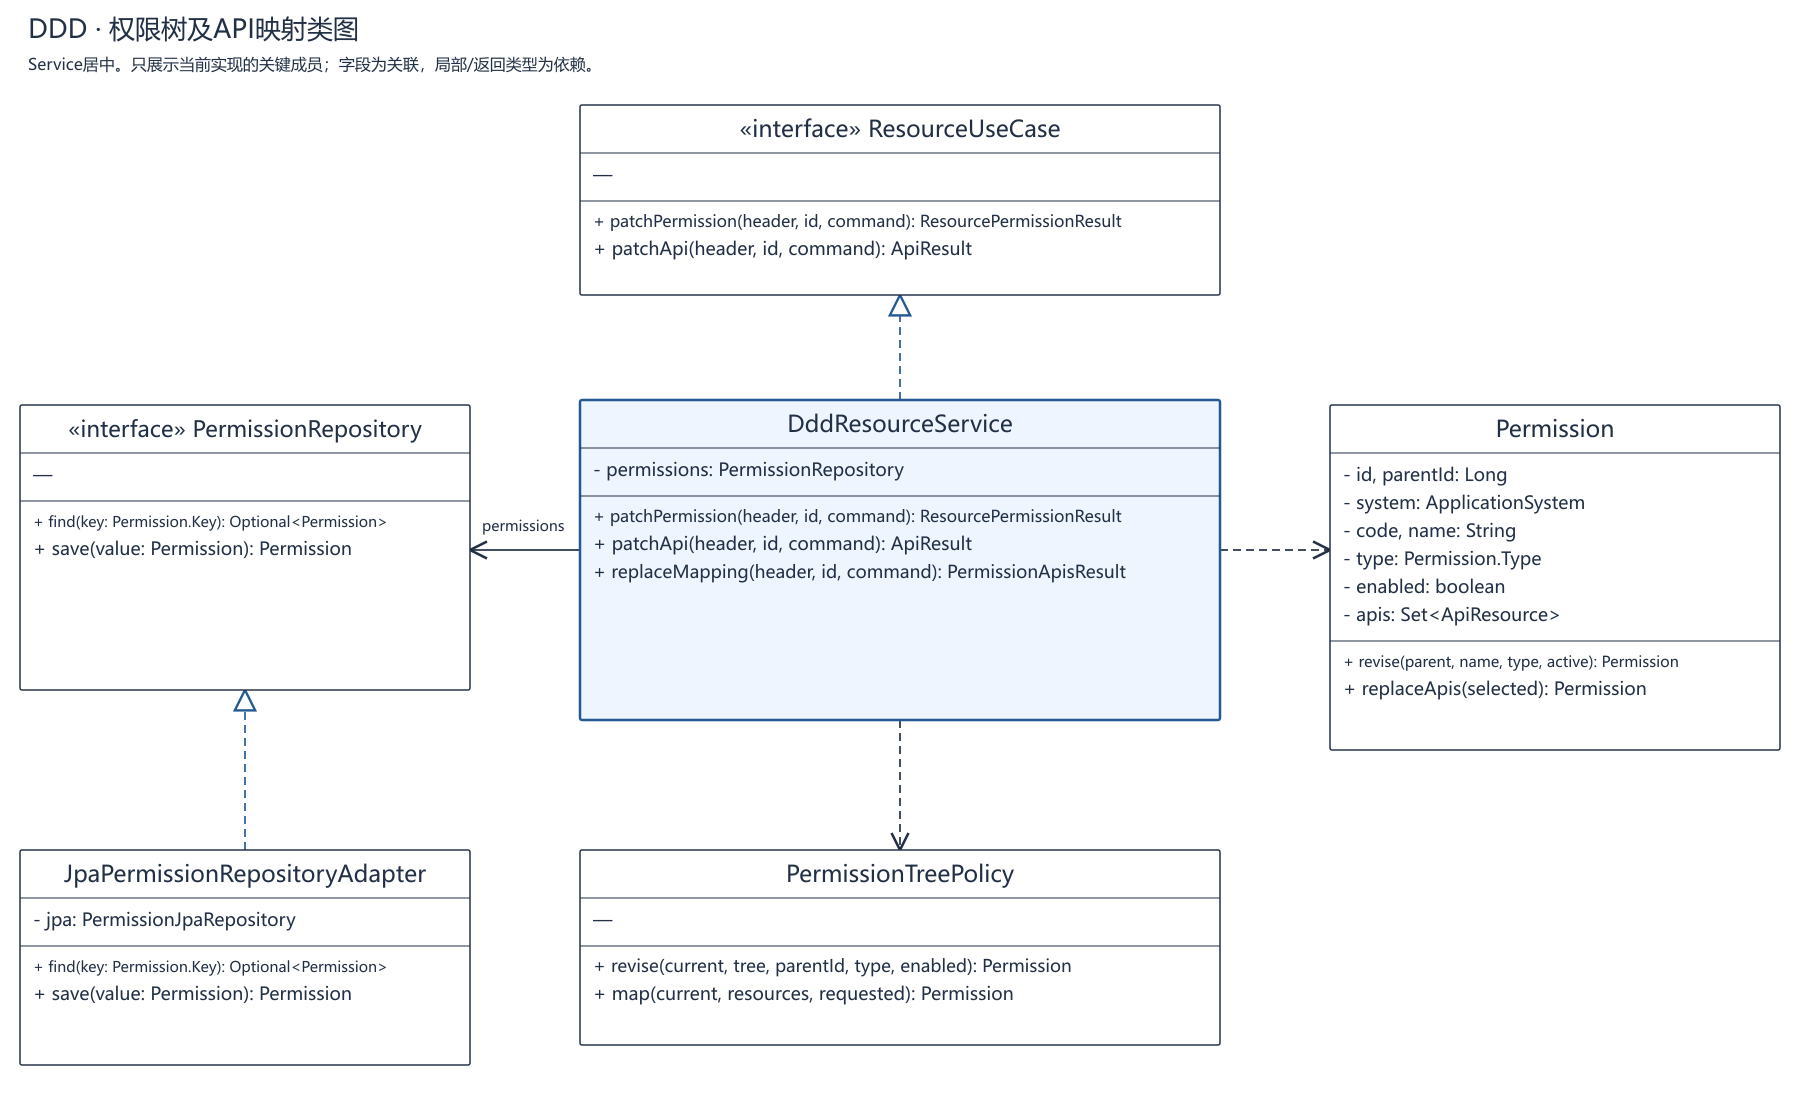 DDD · 权限树及API映射类图
Service居中。只展示当前实现的关键成员；字段为关联，局部/返回类型为依赖。
«interface» ResourceUseCase
—
+ patchPermission(header, id, command): ResourcePermissionResult
+ patchApi(header, id, command): ApiResult
«interface» PermissionRepository
—
+ find(key: Permission.Key): Optional<Permission>
+ save(value: Permission): Permission
permissions
DddResourceService
- permissions: PermissionRepository
+ patchPermission(header, id, command): ResourcePermissionResult
+ patchApi(header, id, command): ApiResult
+ replaceMapping(header, id, command): PermissionApisResult
Permission
- id, parentId: Long
- system: ApplicationSystem
- code, name: String
- type: Permission.Type
- enabled: boolean
- apis: Set<ApiResource>
+ revise(parent, name, type, active): Permission
+ replaceApis(selected): Permission
JpaPermissionRepositoryAdapter
- jpa: PermissionJpaRepository
+ find(key: Permission.Key): Optional<Permission>
+ save(value: Permission): Permission
PermissionTreePolicy
—
+ revise(current, tree, parentId, type, enabled): Permission
+ map(current, resources, requested): Permission